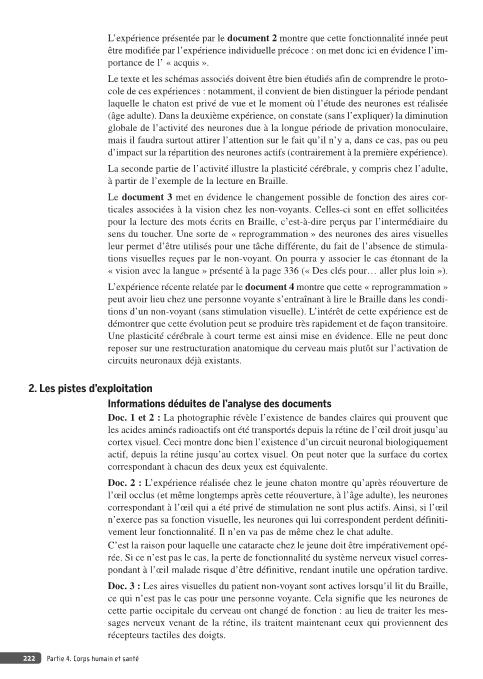 L'expérience présentée par le document 2 montre que cette fonctionnalité innée peut
être modifiée par l'expérience individuelle précoce : on met donc ici en évidence l'im-
portance de l' « acquis ».
Le texte et les schémas associés doivent être bien étudiés afin de comprendre le proto-
cole de ces expériences : notamment, il convient de bien distinguer la période pendant
laquelle le chaton est privé de vue et le moment où l'étude des neurones est réalisée
(âge adulte). Dans la deuxième expérience, on constate (sans l'expliquer) la diminution
globale de l'activité des neurones due à la longue période de privation monoculaire,
mais il faudra surtout attirer l'attention sur le fait qu'il n'y a, dans ce cas, pas ou peu
d'impact sur la répartition des neurones actifs (contrairement à la première expérience).
La seconde partie de l'activité illustre la plasticité cérébrale, y compris chez l'adulte,
à partir de l'exemple de la lecture en Braille.
Le document 3 met en évidence le changement possible de fonction des aires cor-
ticales associées à la vision chez les non-voyants. Celles-ci sont en effet sollicitées
pour la lecture des mots écrits en Braille, c'est-à-dire perçus par l'intermédiaire du
sens du toucher. Une sorte de « reprogrammation » des neurones des aires visuelles
leur permet d'être utilisés pour une tâche différente, du fait de l'absence de stimula-
tions visuelles reçues par le non-voyant. On pourra y associer le cas étonnant de la
« vision avec la langue » présenté à la page 336 (« Des clés pour… aller plus loin »).
L'expérience récente relatée par le document 4 montre que cette « reprogrammation »
peut avoir lieu chez une personne voyante s'entraînant à lire le Braille dans les condi-
tions d'un non-voyant (sans stimulation visuelle). L'intérêt de cette expérience est de
démontrer que cette évolution peut se produire très rapidement et de façon transitoire.
Une plasticité cérébrale à court terme est ainsi mise en évidence. Elle ne peut donc
reposer sur une restructuration anatomique du cerveau mais plutôt sur l'activation de
circuits neuronaux déjà existants.
2. Les pistes d'exploitation
Informations déduites de l'analyse des documents
Doc. 1 et 2 : La photographie révèle l'existence de bandes claires qui prouvent que
les acides aminés radioactifs ont été transportés depuis la rétine de l'œil droit jusqu'au
cortex visuel. Ceci montre donc bien l'existence d'un circuit neuronal biologiquement
actif, depuis la rétine jusqu'au cortex visuel. On peut noter que la surface du cortex
correspondant à chacun des deux yeux est équivalente.
Doc. 2 : L'expérience réalisée chez le jeune chaton montre qu'après réouverture de
l'œil occlus (et même longtemps après cette réouverture, à l'âge adulte), les neurones
correspondant à l'œil qui a été privé de stimulation ne sont plus actifs. Ainsi, si l'œil
n'exerce pas sa fonction visuelle, les neurones qui lui correspondent perdent définiti-
vement leur fonctionnalité. Il n'en va pas de même chez le chat adulte.
C'est la raison pour laquelle une cataracte chez le jeune doit être impérativement opé-
rée. Si ce n'est pas le cas, la perte de fonctionnalité du système nerveux visuel corres-
pondant à l'œil malade risque d'être définitive, rendant inutile une opération tardive.
Doc. 3 : Les aires visuelles du patient non-voyant sont actives lorsqu'il lit du Braille,
ce qui n'est pas le cas pour une personne voyante. Cela signifie que les neurones de
cette partie occipitale du cerveau ont changé de fonction : au lieu de traiter les mes-
sages nerveux venant de la rétine, ils traitent maintenant ceux qui proviennent des
récepteurs tactiles des doigts.
222 Partie 4. Corps humain et santé